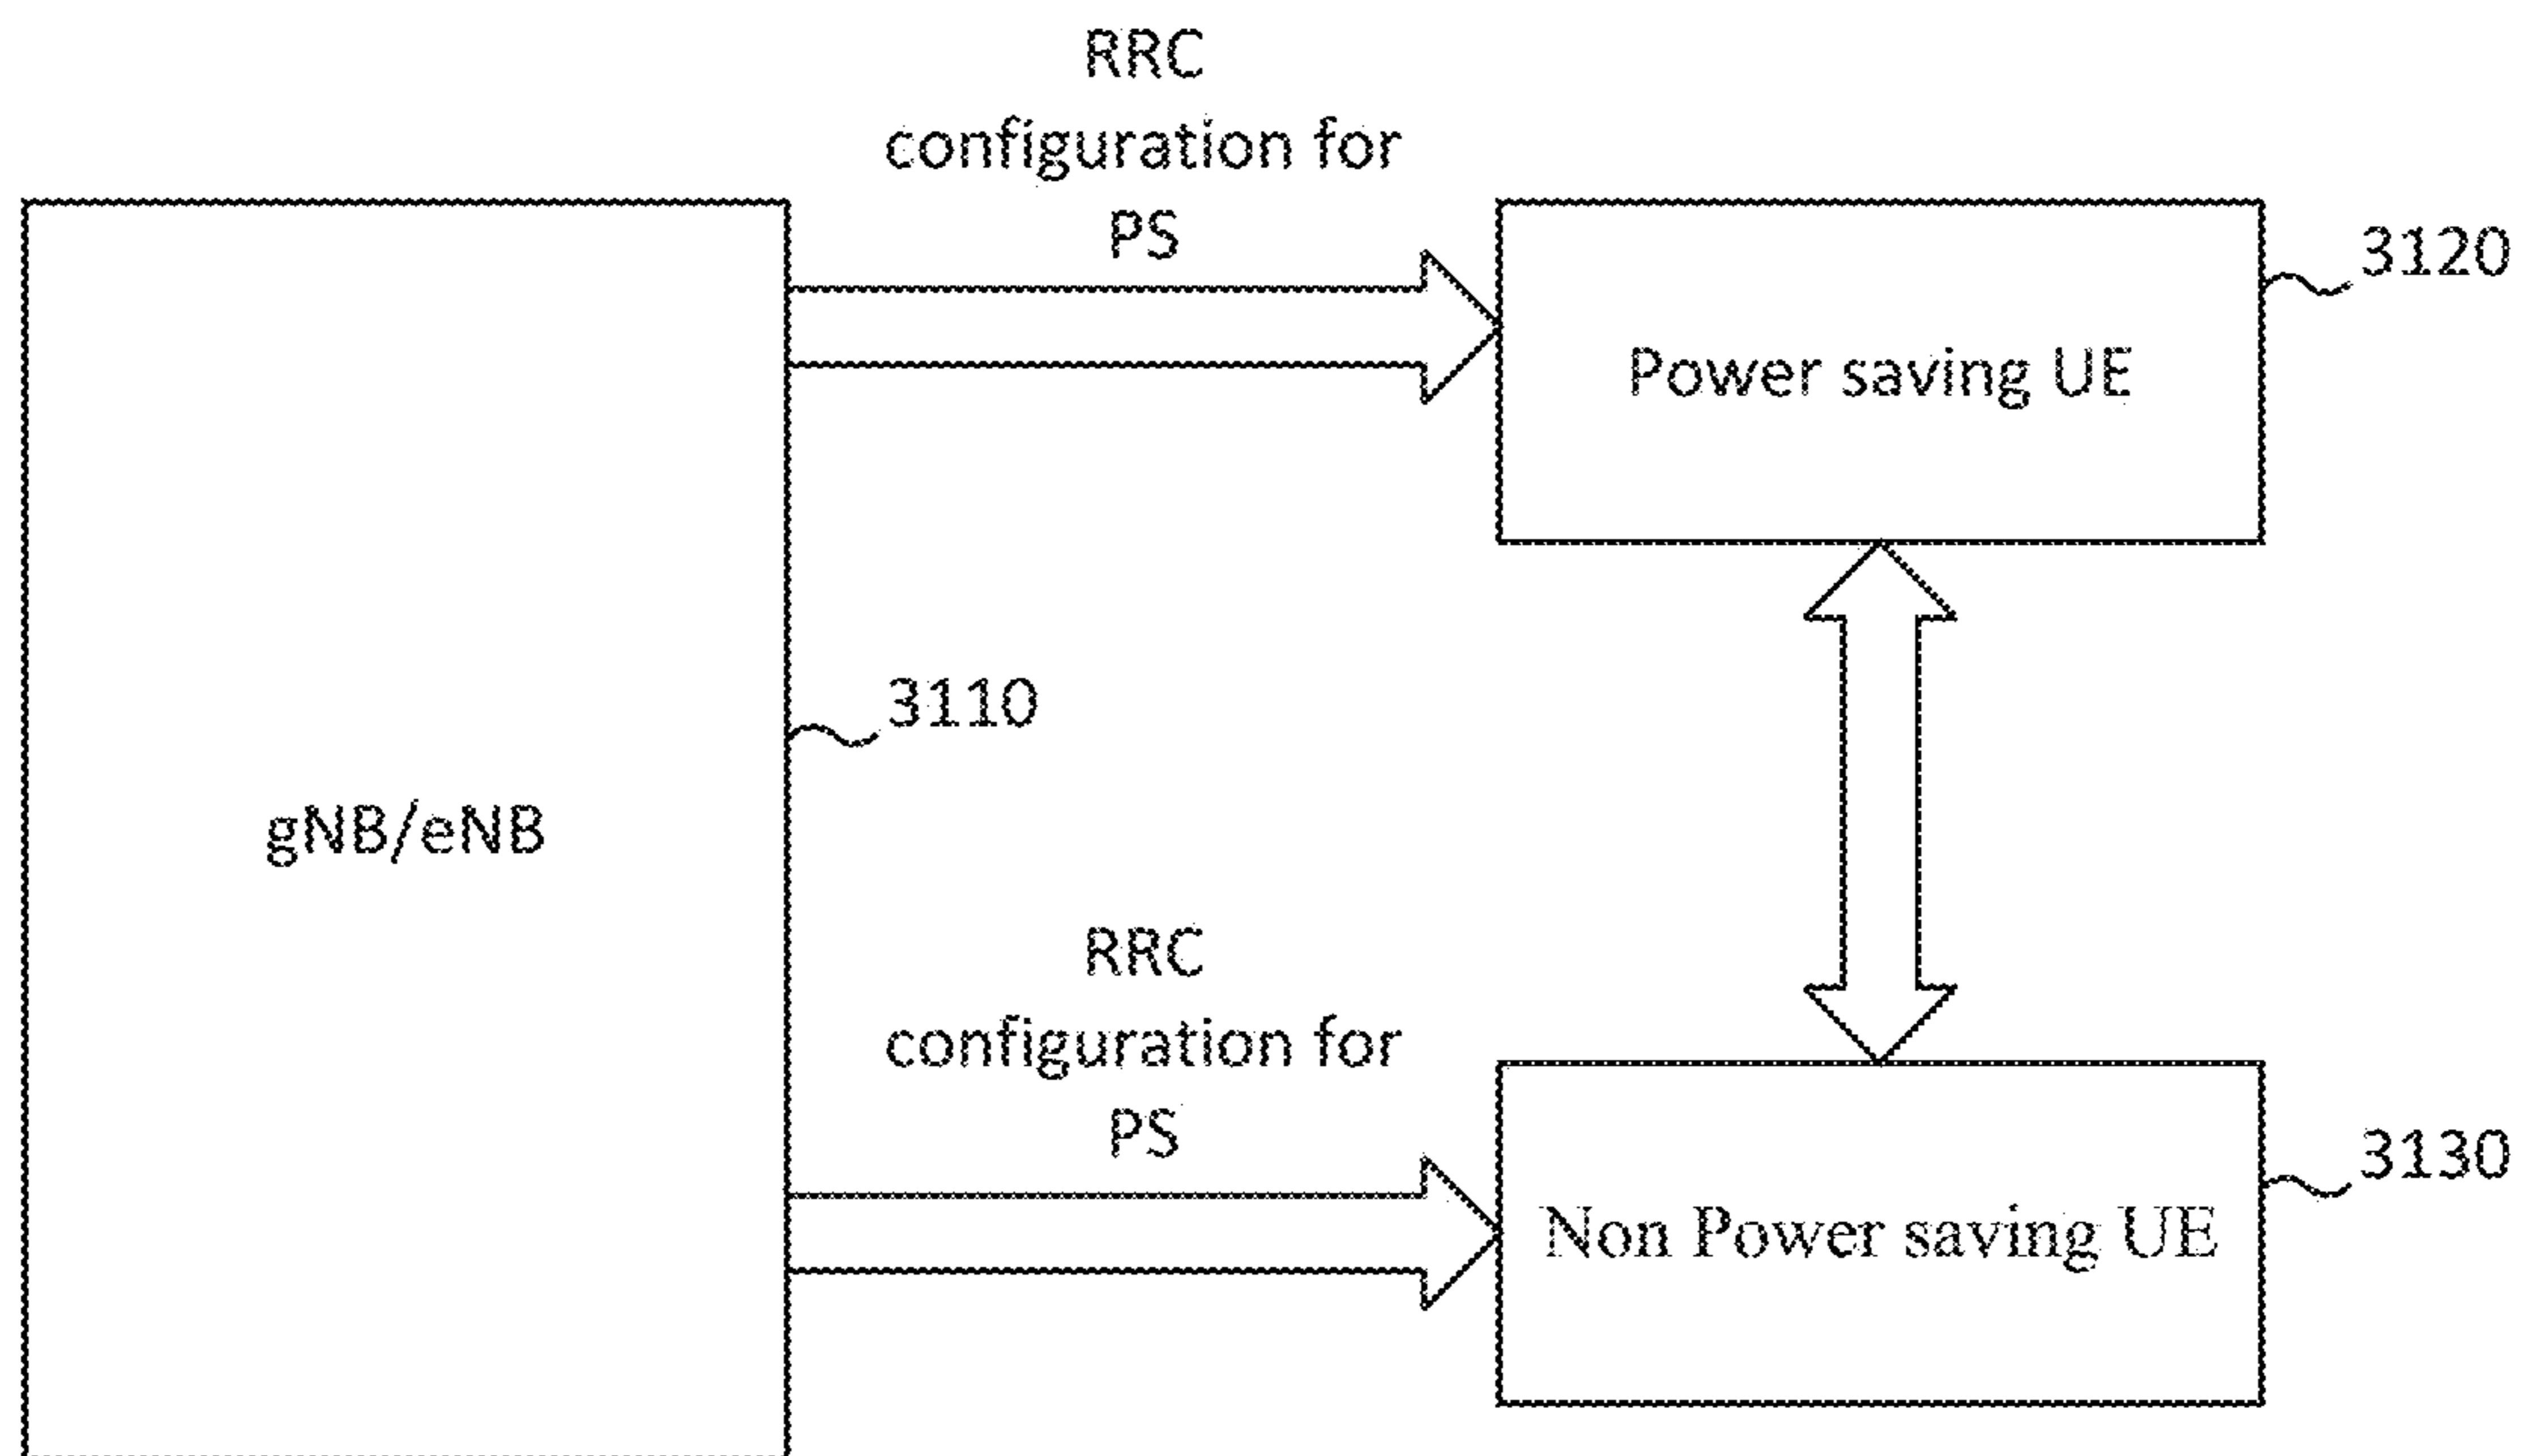 RRC
configuration for
PS
3120
Power saving UE
3110
gNB/eNB
RRC
configuration for
PS
3130
Non Power saving UE